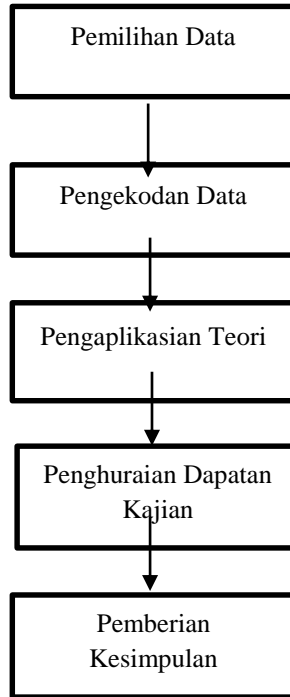 Pemilihan Data
Pengekodan Data
Pengaplikasian Teori
Penghuraian Dapatan
Kajian
Pemberian
Kesimpulan